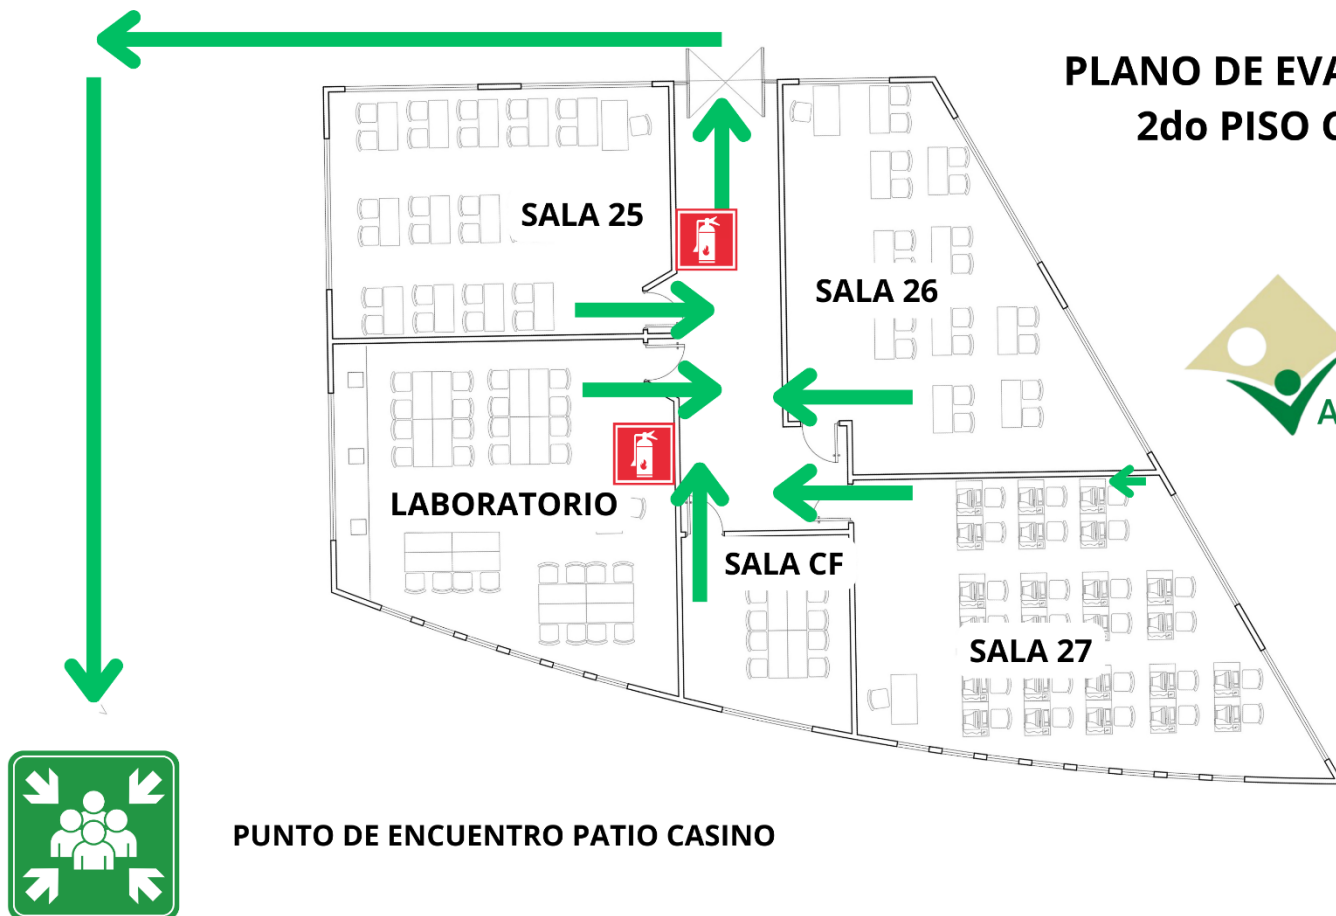 PLANO DE EVA
2do PISO
SALA 25
SALA 26
LABORATORIO
SALA CF
SALA 27
A
PUNTO DE ENCUENTRO PATIO CASINO